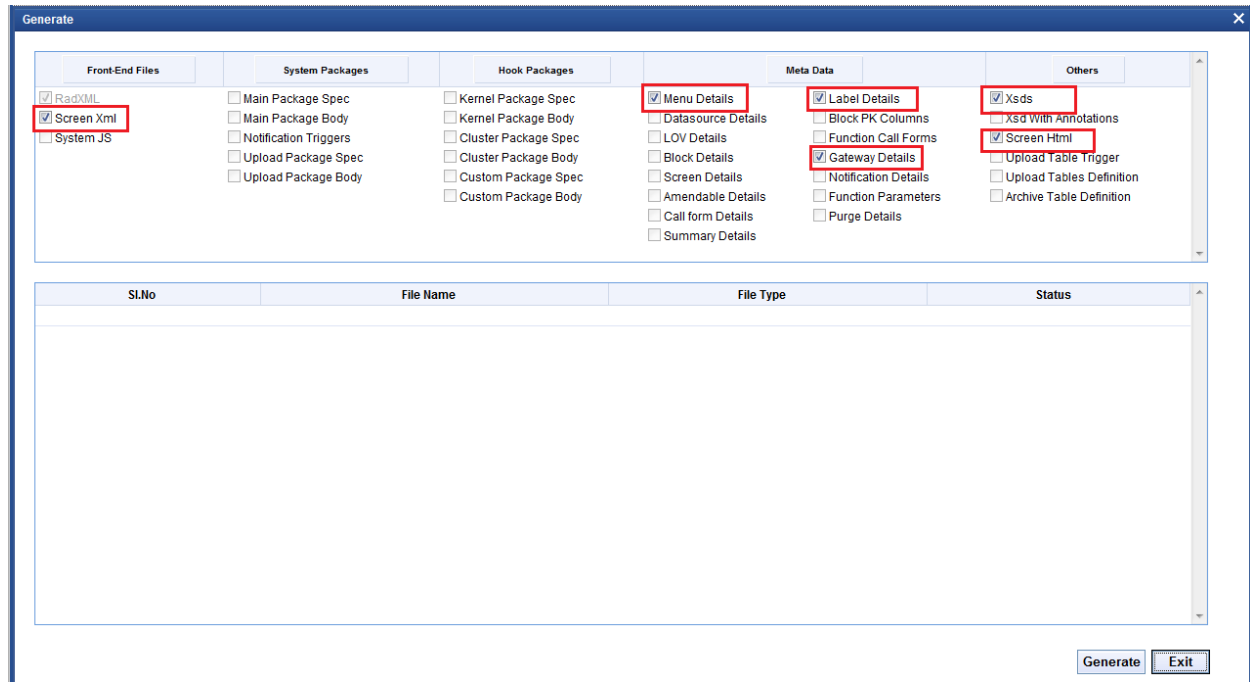 Generate
Front-End Files System Packages Hook Packages Meta Data Others
RadXML Main Package Spec Kernel Package Spec Menu Details Label Details Xsds
Screen Xml Main Package Body Kernel Package Body Datasource Details Block PK Columns Xsd With Annotations
System JS Notification Triggers Cluster Package Spec LOV Details Function Call Forms Screen Html
Upload Package Spec Cluster Package Body Block Details Gateway Details Upload Table Trigger
Upload Package Body Custom Package Spec Screen Details Notification Details Upload Tables Definition
Custom Package Body Amendable Details Function Parameters Archive Table Definition
Call form Details Purge Details
Summary Details
Sl.No File Name File Type Status
Generate Exit